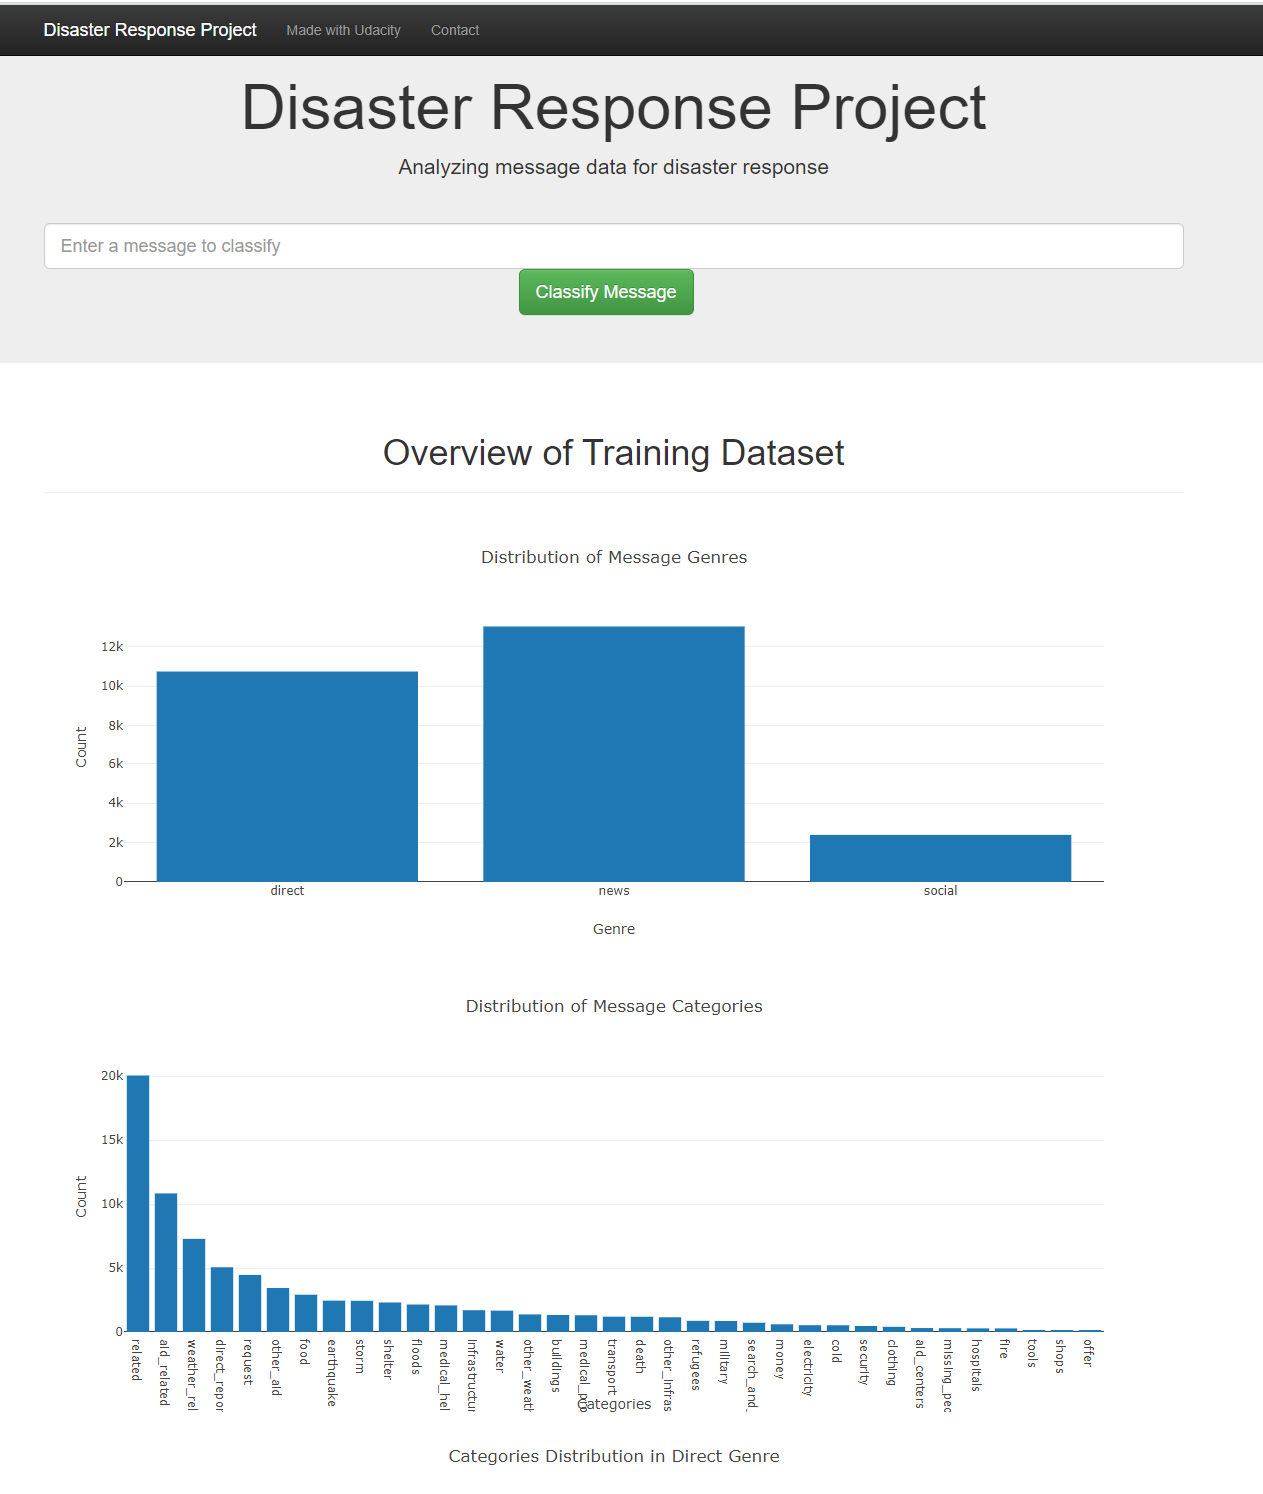 Disaster Response Project Made with Udacity Contact
Disaster Response Project
Analyzing message data for disaster response
Enter a message to classify
Classify Message
Overview of Training Dataset
Distribution of Message Genres
12k
10k
8k
6k
4k
2k
0
Count
direct news social
Genre
Distribution of Message Categories
20k
15k
10k
5k
0
Count
related
aid_related
weather_rel
direct_repor
request
other_aid
food
earthquake
storm
shelter
floods
medical_hel
infrastructur
water
other_weath
buildings
medical_pro
transport
death
other_infras
refugees
military
search_and_
money
electricity
cold
security
clothing
aid_centers
missing_peo
hospitals
fire
tools
shops
offer
Categories
Categories Distribution in Direct Genre